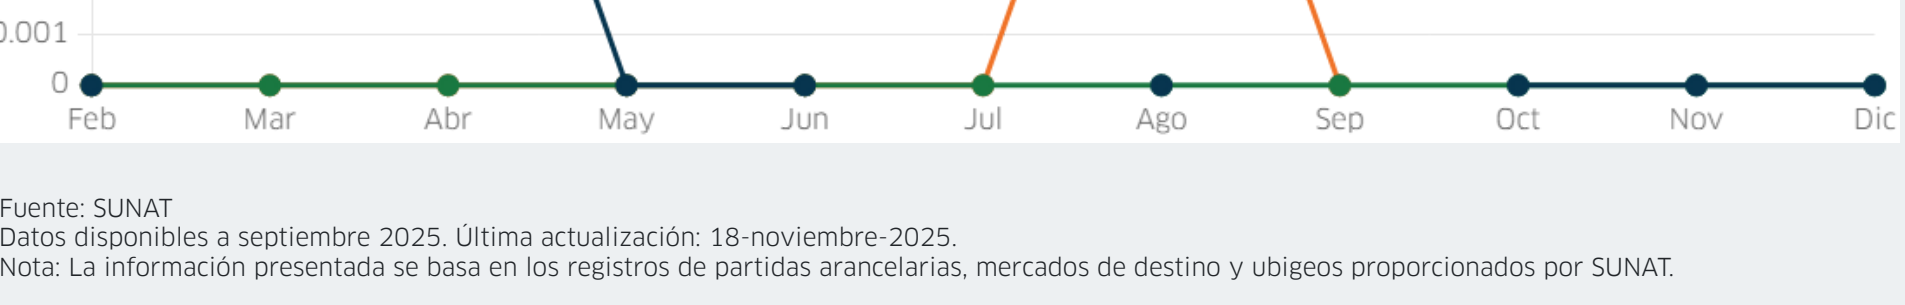 0.001
0
Feb Mar Abr May Jun Jul Ago Sep Oct Nov Dic
Fuente: SUNAT
Datos disponibles a septiembre 2025. Última actualización: 18-noviembre-2025.
Nota: La información presentada se basa en los registros de partidas arancelarias, mercados de destino y ubigeos proporcionados por SUNAT.